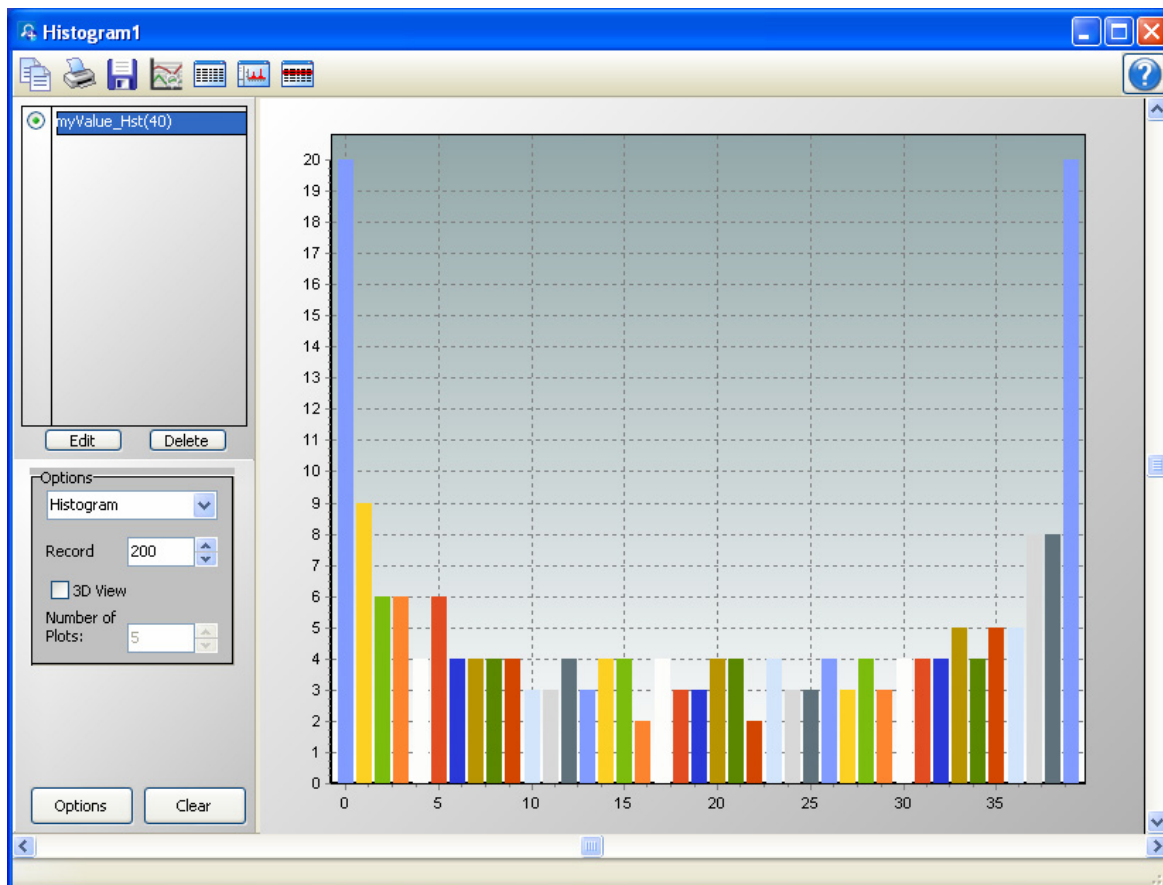 Histogram1
myValue_Hst(40)
Edit Delete
Options
Histogram
Record 200
3D View
Number of
Plots: 5
Options Clear
20
19
18
17
16
15
14
13
12
11
10
9
8
7
6
5
4
3
2
1
0
0 5 10 15 20 25 30 35